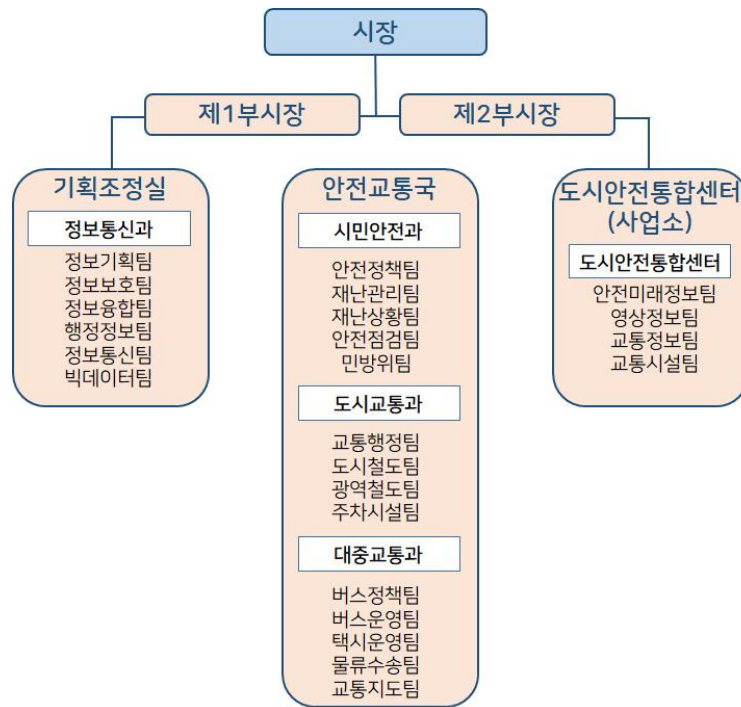 시장
제1부시장
제2부시장
기획조정실
정보통신과
정보기획팀
정보보호팀
정보융합팀
행정정보팀
정보통신팀
빅데이터팀
안전교통국
시민안전과
안전정책팀
재난관리팀
재난상황팀
안전점검팀
민방위팀
도시교통과
교통행정팀
도시철도팀
광역철도팀
주차시설팀
대중교통과
버스정책팀
버스운영팀
택시운영팀
물류수송팀
교통지도팀
도시안전통합센터
(사업소)
도시안전통합센터
안전미래정보팀
영상정보팀
교통정보팀
교통시설팀